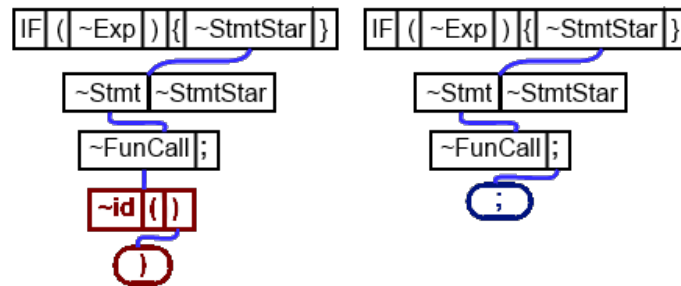 IF ( ~Exp ) { ~StmtStar }
~Stmt ~StmtStar
~FunCall ;
~id ( )
)
IF ( ~Exp ) { ~StmtStar }
~Stmt ~StmtStar
~FunCall ;
;